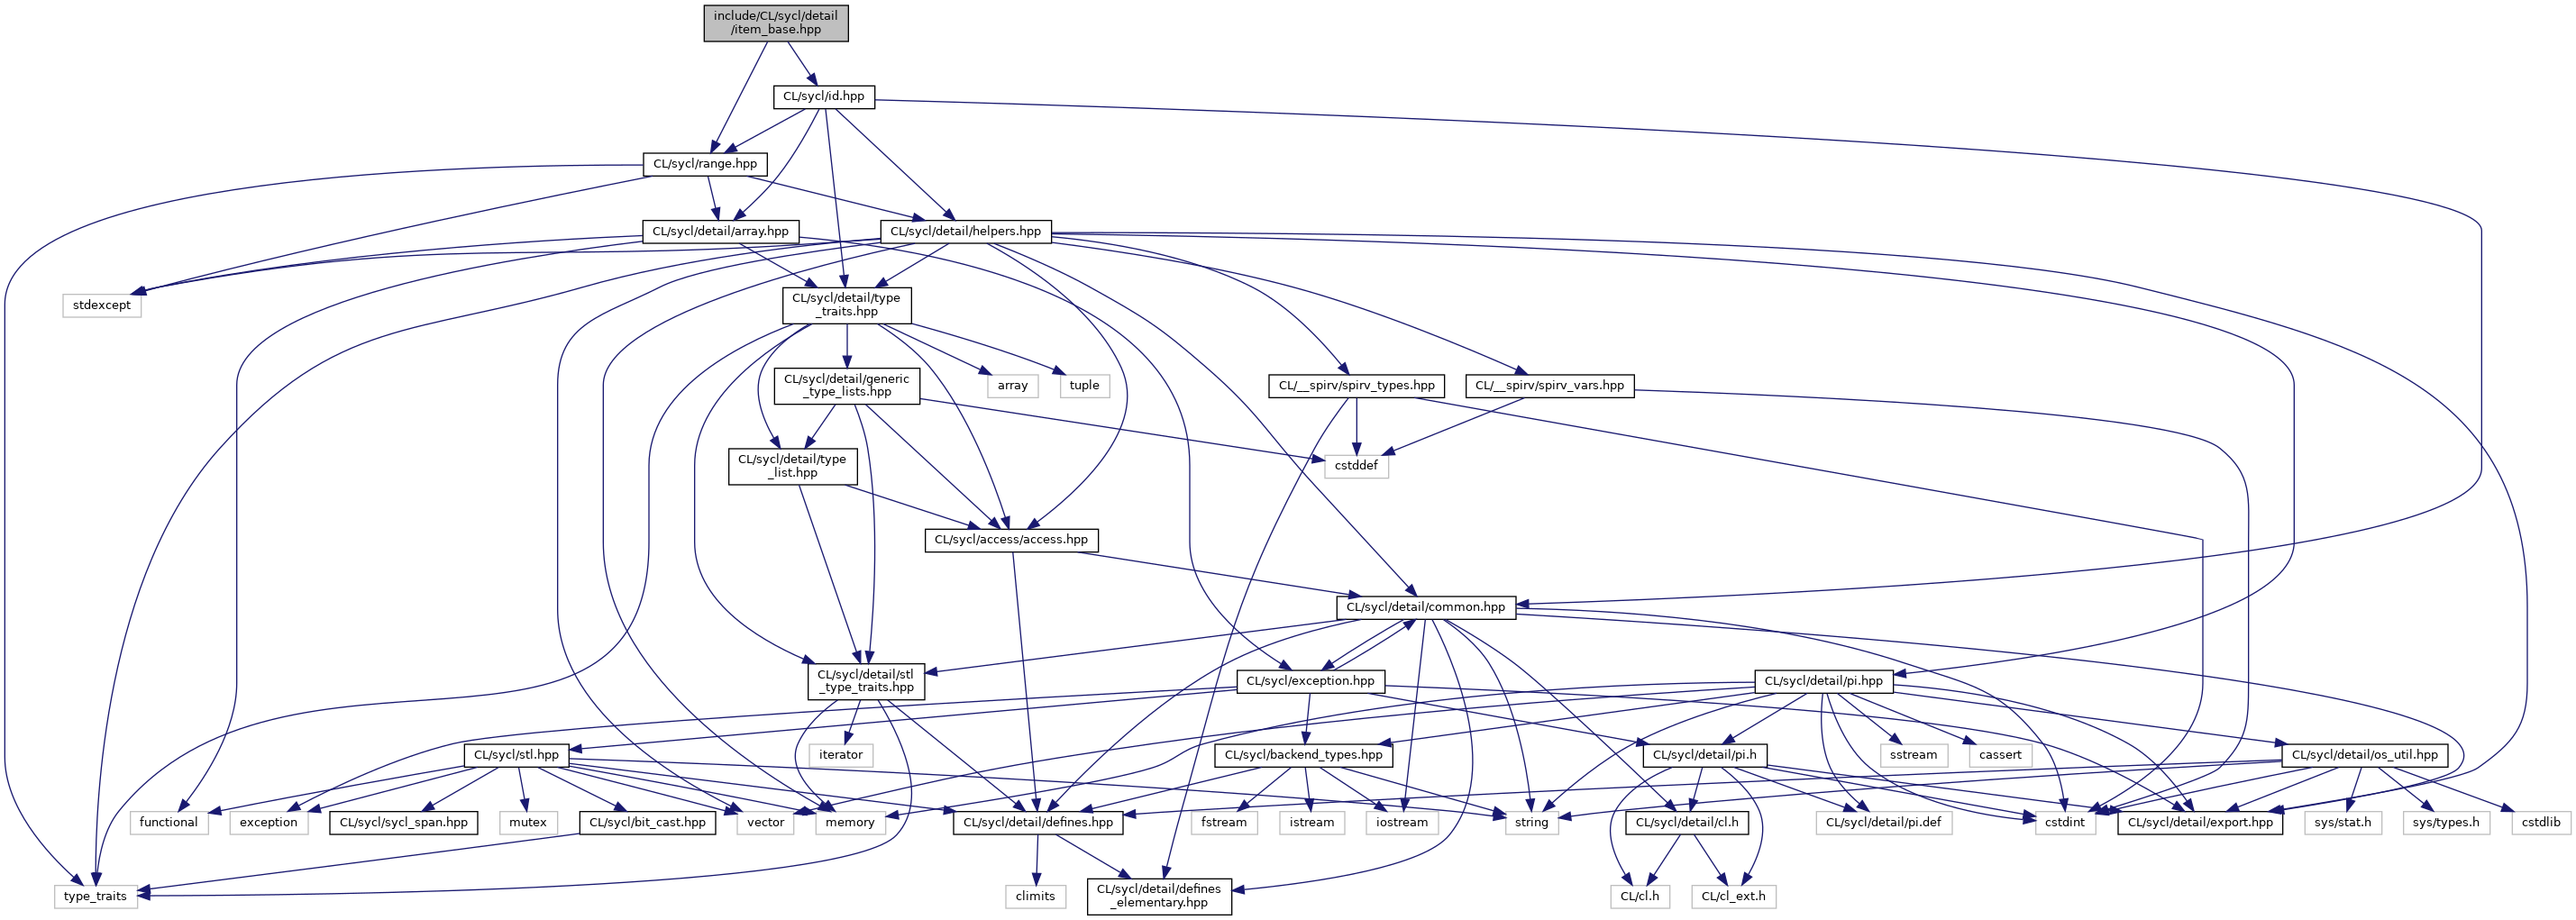 include/CL/sycl/detail
/item_base.hpp
CL/sycl/id.hpp
CL/sycl/range.hpp
CL/sycl/detail/array.hpp
CL/sycl/detail/helpers.hpp
stdexcept
CL/sycl/detail/type
_traits.hpp
CL/sycl/detail/generic
_type_lists.hpp
array
tuple
CL/__spirv/spirv_types.hpp
CL/__spirv/spirv_vars.hpp
CL/sycl/detail/type
_list.hpp
cstddef
CL/sycl/access/access.hpp
CL/sycl/detail/common.hpp
CL/sycl/detail/stl
_type_traits.hpp
CL/sycl/exception.hpp
CL/sycl/detail/pi.hpp
CL/sycl/stl.hpp
iterator
CL/sycl/backend_types.hpp
CL/sycl/detail/pi.h
sstream
cassert
CL/sycl/detail/os_util.hpp
functional
exception
CL/sycl/sycl_span.hpp
mutex
CL/sycl/bit_cast.hpp
vector
memory
CL/sycl/detail/defines.hpp
fstream
istream
iostream
string
CL/sycl/detail/cl.h
CL/sycl/detail/pi.def
cstdint
CL/sycl/detail/export.hpp
sys/stat.h
sys/types.h
cstdlib
type_traits
climits
CL/sycl/detail/defines
_elementary.hpp
CL/cl.h
CL/cl_ext.h